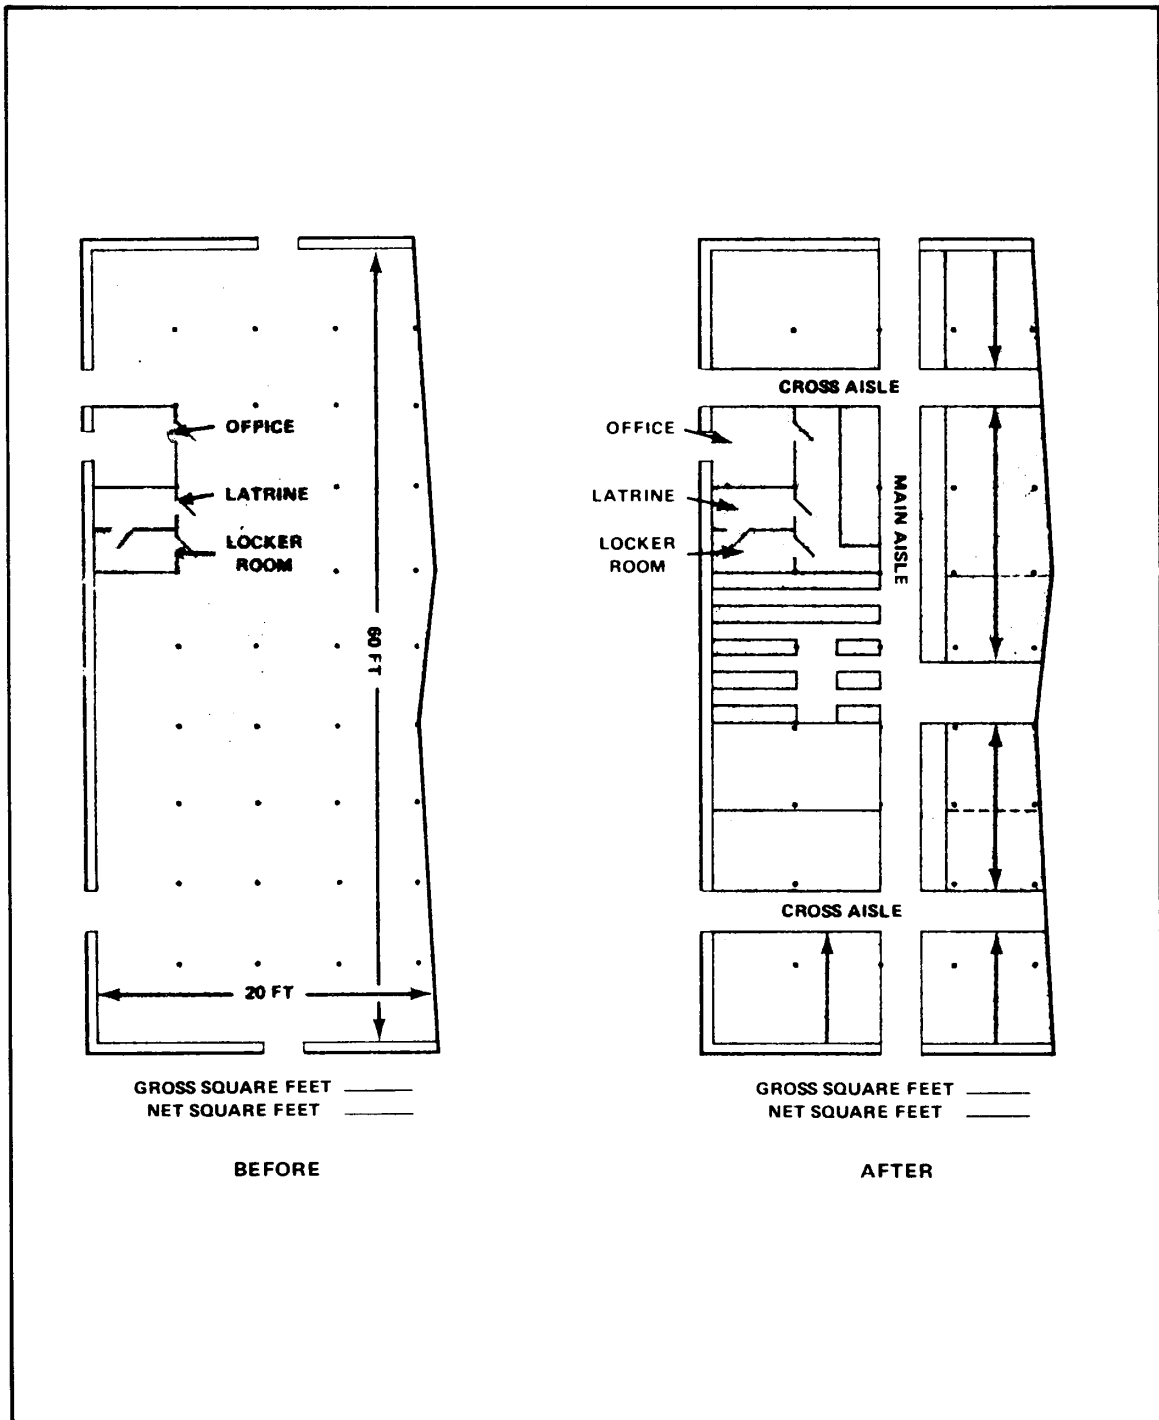 OFFICE
LATRINE
LOCKER
ROOM
60 FT
20 FT
GROSS SQUARE FEET
NET SQUARE FEET
BEFORE
CROSS AISLE
OFFICE
LATRINE
LOCKER
ROOM
MAIN AISLE
CROSS AISLE
GROSS SQUARE FEET
NET SQUARE FEET
AFTER